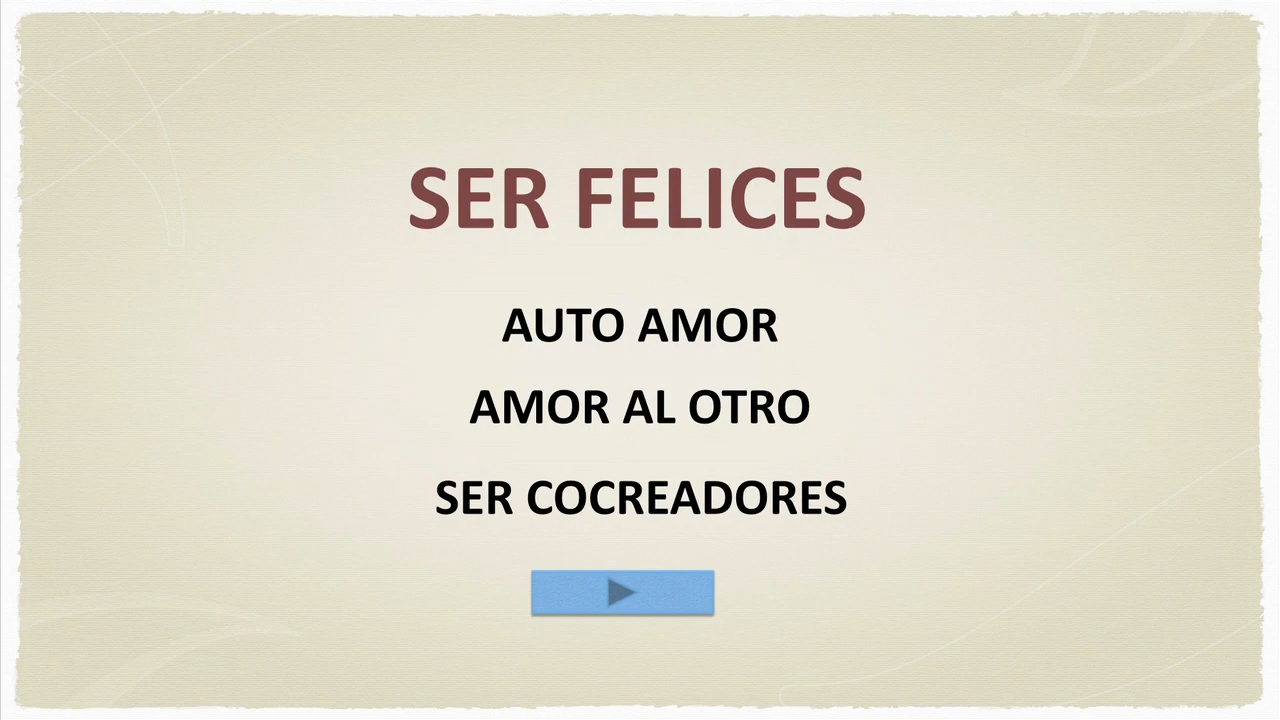 SER FELICES
AUTO AMOR
AMOR AL OTRO
SER COCREADORES